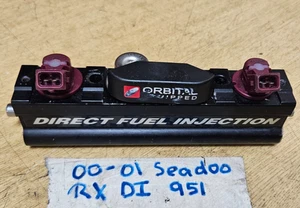 ORBITAL
EQUIPPED
DIRECT FUEL INJECTION
00-01 Seadoo
RX DI 951